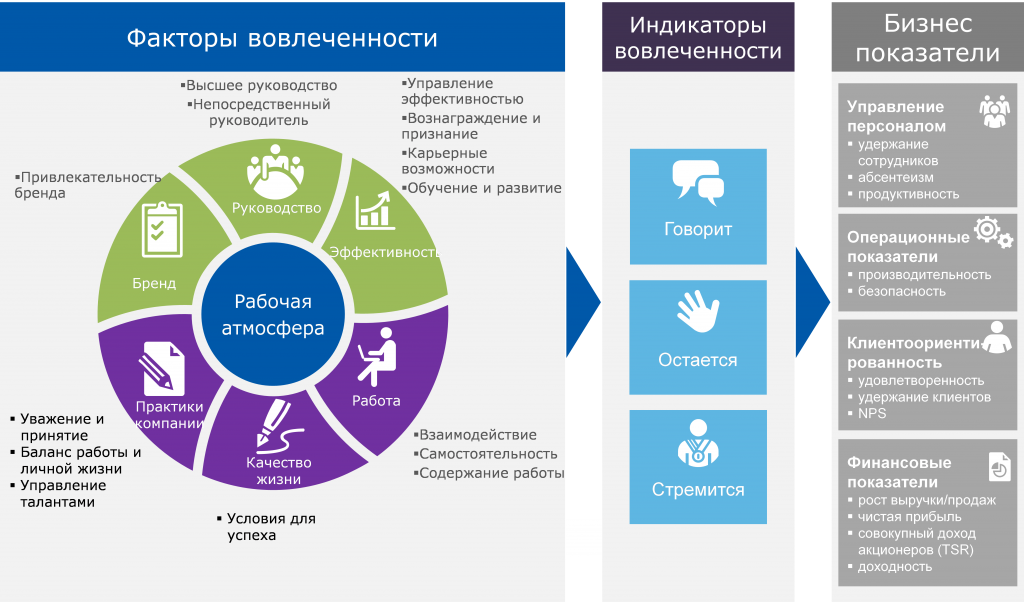 Факторы вовлеченности
▪Высшее руководство
▪Непосредственный
руководитель
▪Управление
эффективностью
▪Вознаграждение и
признание
▪Карьерные
возможности
▪Обучение и развитие
▪Привлекательность
бренда
Руководство
Эффективность
Бренд
Рабочая
атмосфера
Практики
компании
Работа
Качество
жизни
▪ Уважение и
принятие
▪ Баланс работы и
личной жизни
▪ Управление
талантами
▪Взаимодействие
▪Самостоятельность
▪Содержание работы
▪ Условия для
успеха
Индикаторы
вовлеченности
Говорит
Остается
Стремится
Бизнес
показатели
Управление
персоналом
▪ удержание
сотрудников
▪ абсентеизм
▪ продуктивность
Операционные
показатели
▪ производительность
▪ безопасность
Клиентоориенти-
рованность
▪ удовлетворенность
▪ удержание клиентов
▪ NPS
Финансовые
показатели
▪ рост выручки/продаж
▪ чистая прибыль
▪ совокупный доход
акционеров (TSR)
▪ доходность